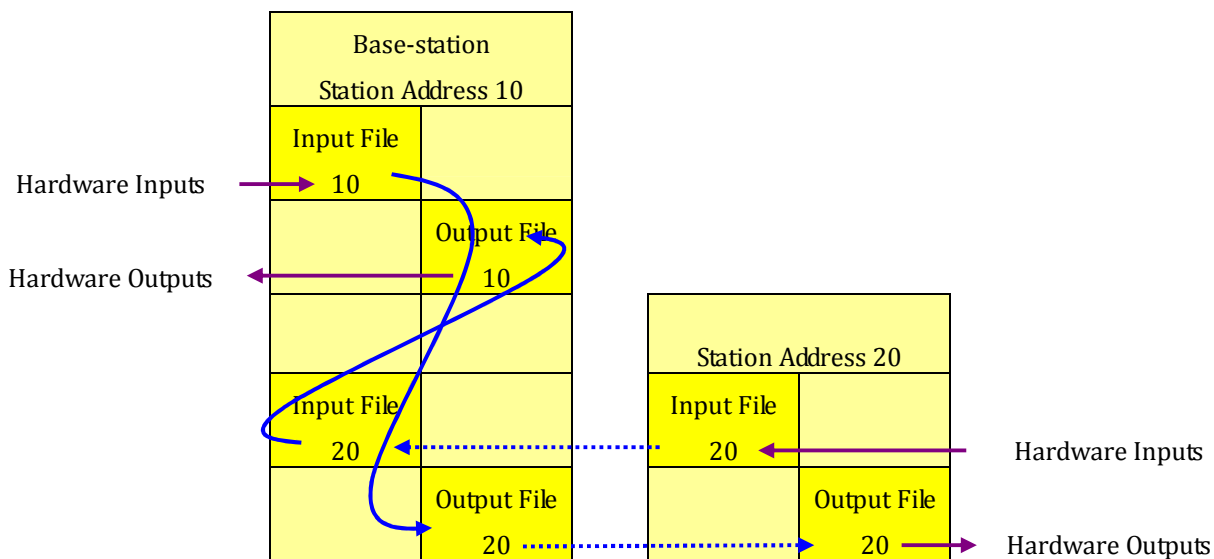 Base-station
Station Address 10
Input File
10
Hardware Inputs
Output File
10
Hardware Outputs
Station Address 20
Input File
20
Input File
20
Hardware Inputs
Output File
20
Output File
20
Hardware Outputs